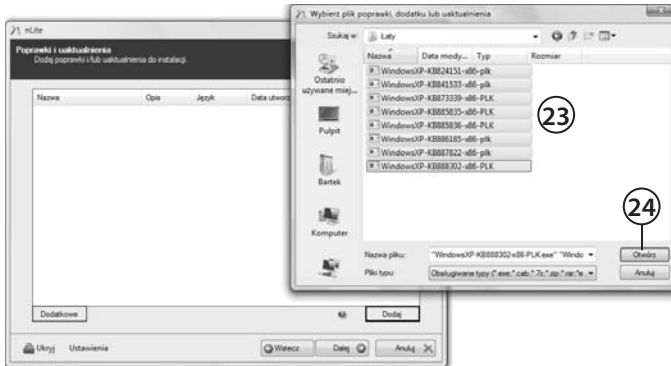 nLite
Poprawki i uaktualnienia
Dodaj poprawki i/lub uaktualnienia do instalacji.
Nazwa Opis Język Data utworz
Dodatkowe
Dodaj
Ukryj Ustawienia
Wstecz Dalej Anuluj
Wybierz plik poprawki, dodatku lub uaktualnienia
Szukaj w: Łaty
Nazwa Data mody... Typ Rozmiar
WindowsXP-KB824151-x86-plk
WindowsXP-KB841533-x86-plk
WindowsXP-KB873339-x86-PLK
WindowsXP-KB885835-x86-PLK
WindowsXP-KB885836-x86-PLK
WindowsXP-KB886185-x86-plk
WindowsXP-KB887822-x86-PLK
WindowsXP-KB888302-x86-PLK
23
Ostatnio
używane miej...
Pulpit
Bartek
Komputer
24
Nazwa pliku: "WindowsXP-KB888302-x86-PLK.exe" "Windo
Otwórz
Pliki typu: Obsługiwane typy (*.exe;*.cab;*.7z;*.zip;*.rar;*e
Anuluj